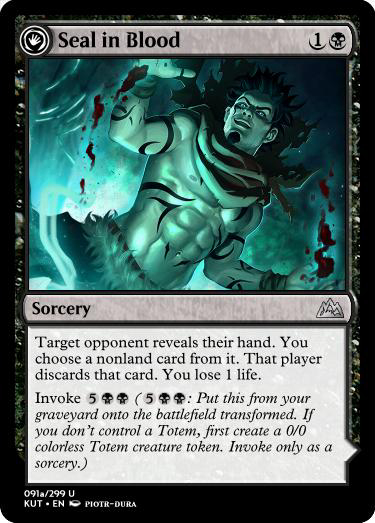 Seal in Blood 1
Sorcery
Target opponent reveals their hand. You
choose a nonland card from it. That player
discards that card. You lose 1 life.
Invoke 5 ( 5 : Put this from your
graveyard onto the battlefield transformed. If
you don't control a Totem, first create a 0/0
colorless Totem creature token. Invoke only as
a sorcery.)
091a/299 U
KUT • EN PIOTR-DURA